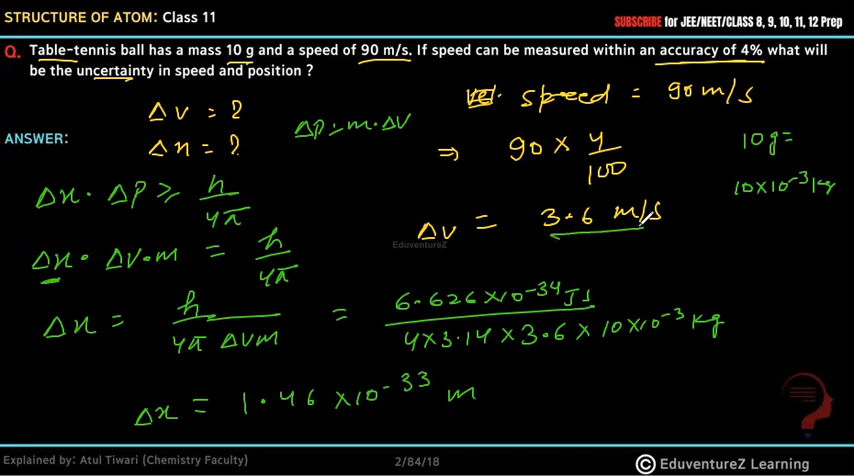 STRUCTURE OF ATOM: Class 11
SUBSCRIBE for JEE/NEET/CLASS 8, 9, 10, 11, 12 Prep
Q. Table-tennis ball has a mass 10 g and a speed of 90 m/s. If speed can be measured within an accuracy of 4% what will
be the uncertainty in speed and position ?
Δv = ?
Δx = ?
ΔP = m·Δv
speed = 90 m/s
ANSWER:
⇒ 90 × 4/100
10g =
10×10⁻³ kg
Δx · ΔP ≥ h/4π
Δv = 3.6 m/s
Δx · Δv·m = h/4π
EduventureZ
Δx = h/4π Δvm = 6.626×10⁻³⁴ Js/4×3.14×3.6×10×10⁻³ kg
Δx = 1.46 ×10⁻³³ m
Explained by: Atul Tiwari (Chemistry Faculty)
2/84/18
© EduventureZ Learning